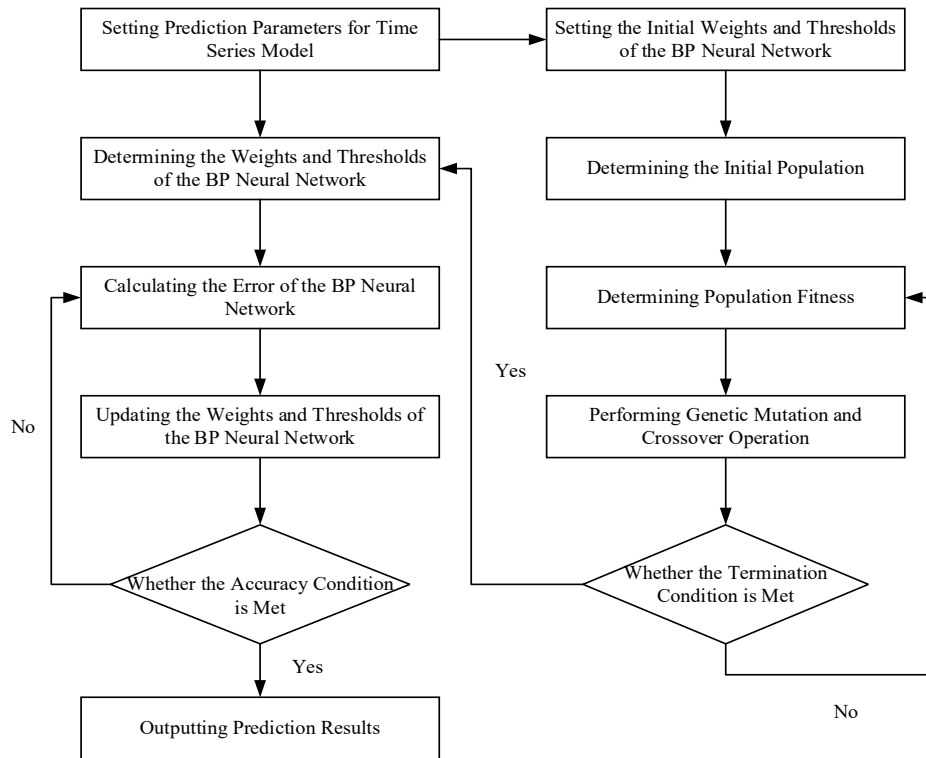 Setting Prediction Parameters for Time
Series Model
Setting the Initial Weights and Thresholds
of the BP Neural Network
Determining the Weights and Thresholds
of the BP Neural Network
Determining the Initial Population
Calculating the Error of the BP Neural
Network
Determining Population Fitness
Yes
No
Updating the Weights and Thresholds of
the BP Neural Network
Performing Genetic Mutation and
Crossover Operation
Whether the Accuracy Condition
is Met
Whether the Termination
Condition is Met
Yes
No
Outputting Prediction Results